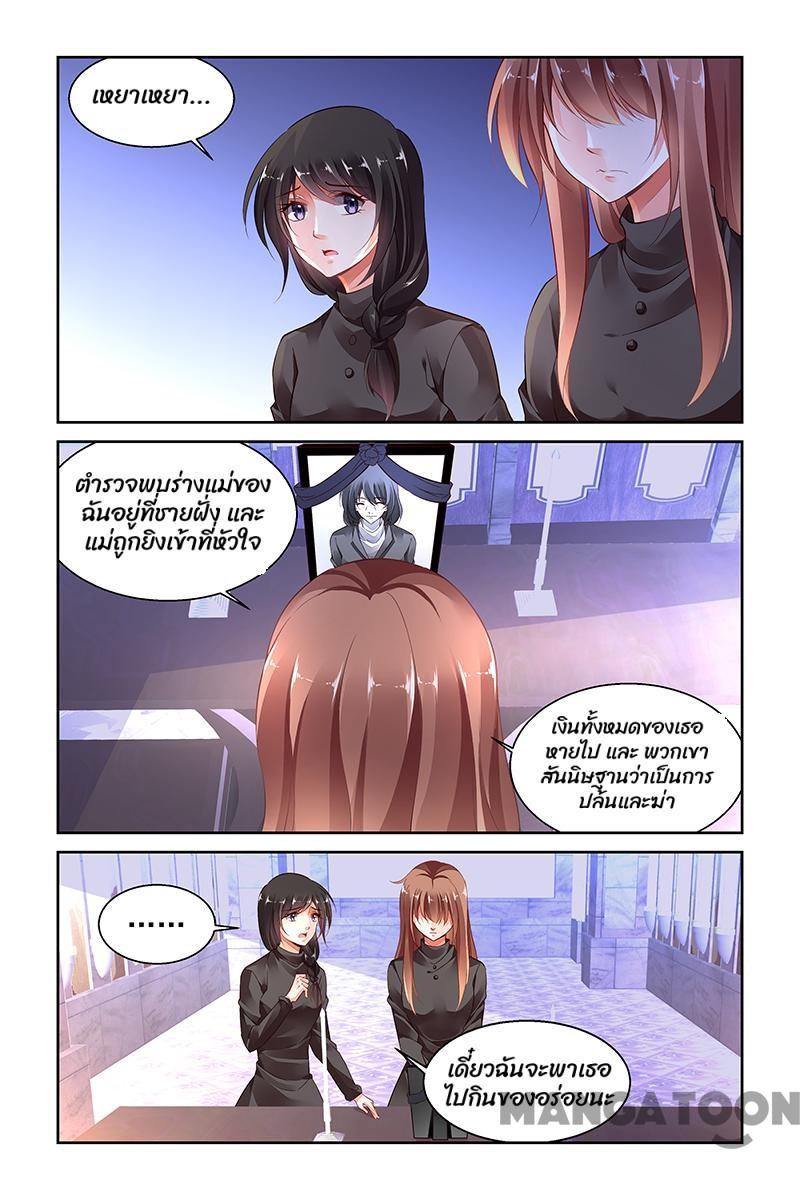 เหยาเหยา...
ตำรวจพบร่างแม่ของ
ฉันอยู่ที่ชายฝั่ง และ
แม่ถูกยิงเข้าที่หัวใจ
เงินทั้งหมดของเธอ
หายไป และ พวกเขา
สันนิษฐานว่าเป็นการ
ปล้นและฆ่า
......
เดี๋ยวฉันจะพาเธอ
ไปกินของอร่อยนะ
MANGATOON